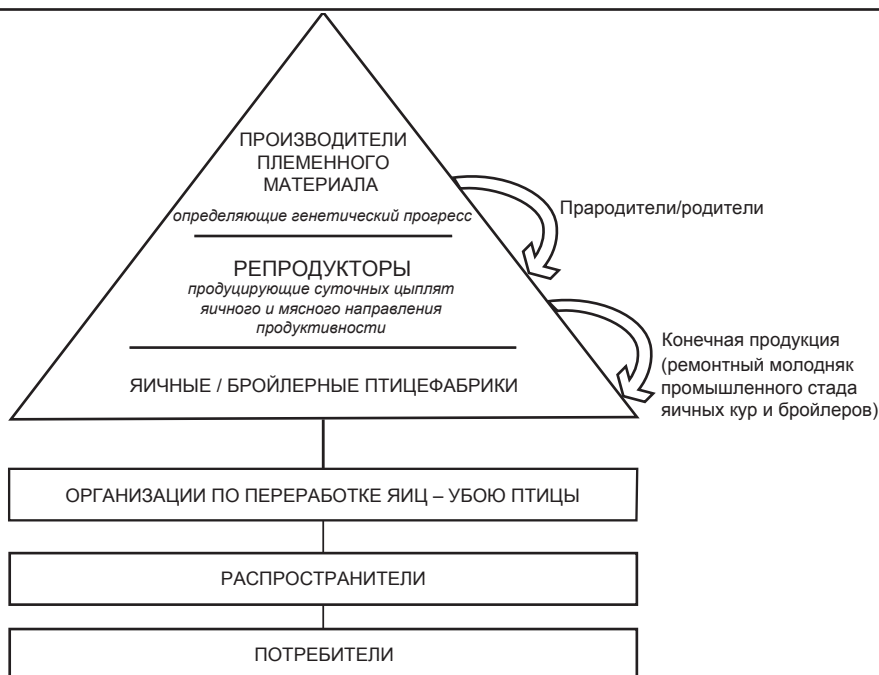 ПРОИЗВОДИТЕЛИ
ПЛЕМЕННОГО
МАТЕРИАЛА
определяющие генетический прогресс
Прародители/родители
РЕПРОДУКТОРЫ
продуцирующие суточных цыплят
яичного и мясного направления
продуктивности
Конечная продукция
(ремонтный молодняк
промышленного стада
яичных кур и бройлеров)
ЯИЧНЫЕ / БРОЙЛЕРНЫЕ ПТИЦЕФАБРИКИ
ОРГАНИЗАЦИИ ПО ПЕРЕРАБОТКЕ ЯИЦ – УБОЮ ПТИЦЫ
РАСПРОСТРАНИТЕЛИ
ПОТРЕБИТЕЛИ